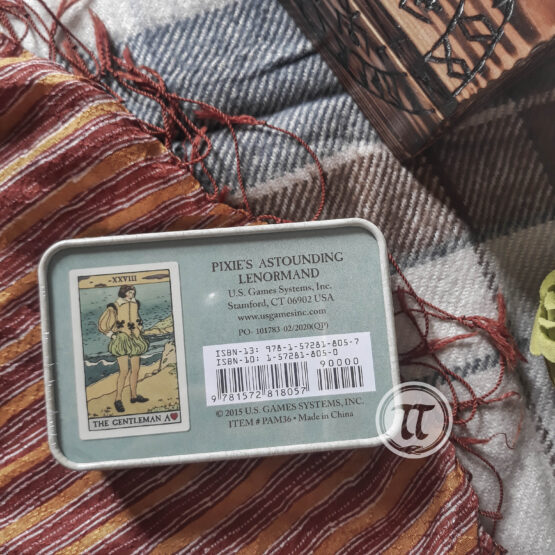 XXVIII
THE GENTLEMAN A♥
PIXIE'S ASTOUNDING
LENORMAND
U.S. Games Systems, Inc.
Stamford, CT 06902 USA
www.usgamesinc.com
PO- 101783 02/2020(QP)
ISBN-13: 978-1-57281-805-7
ISBN-10: 1-57281-805-0
90000
9 781572 818057
© 2015 U.S. GAMES SYSTEMS, INC.
ITEM # PAM36 • Made in China